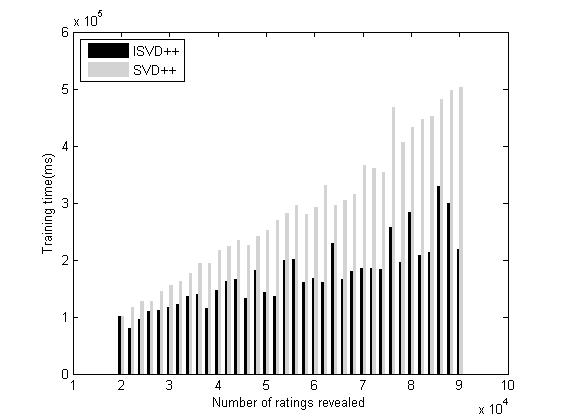 x 10^5
6
ISVD++
SVD++
5
4
Training time(ms)
3
2
1
0
1 2 3 4 5 6 7 8 9 10
Number of ratings revealed
x 10^4